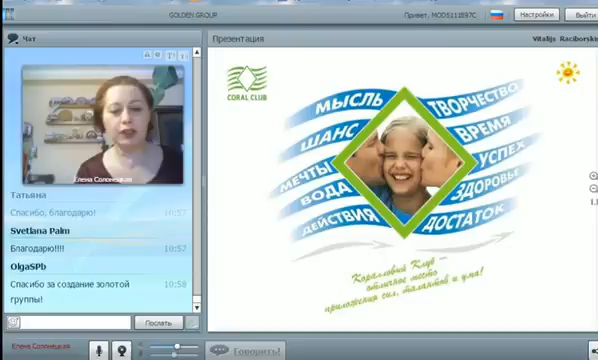 GOLDEN GROUP
Привет, MOD5111897C
Настройки
Выйти
Чат
Презентация
Vitalijs Raciborskis
Елена Солонецкая
Татьяна
Спасибо, благодарю! 10:57
Svetlana Palm
Благодарю!!!! 10:57
OlgaSPb
Спасибо за создание золотой 10:58
группы!
Послать
Елена Солонецкая
Говорить!
CORAL CLUB
МЫСЛЬ
ТВОРЧЕСТВО
ШАНС
ВРЕМЯ
МЕЧТЫ
УСПЕХ
ВОДА
ЗДОРОВЬЕ
ДЕЙСТВИЯ
ДОСТАТОК
Коралловый Клуб —
отличное место
приложения сил, талантов и ума!